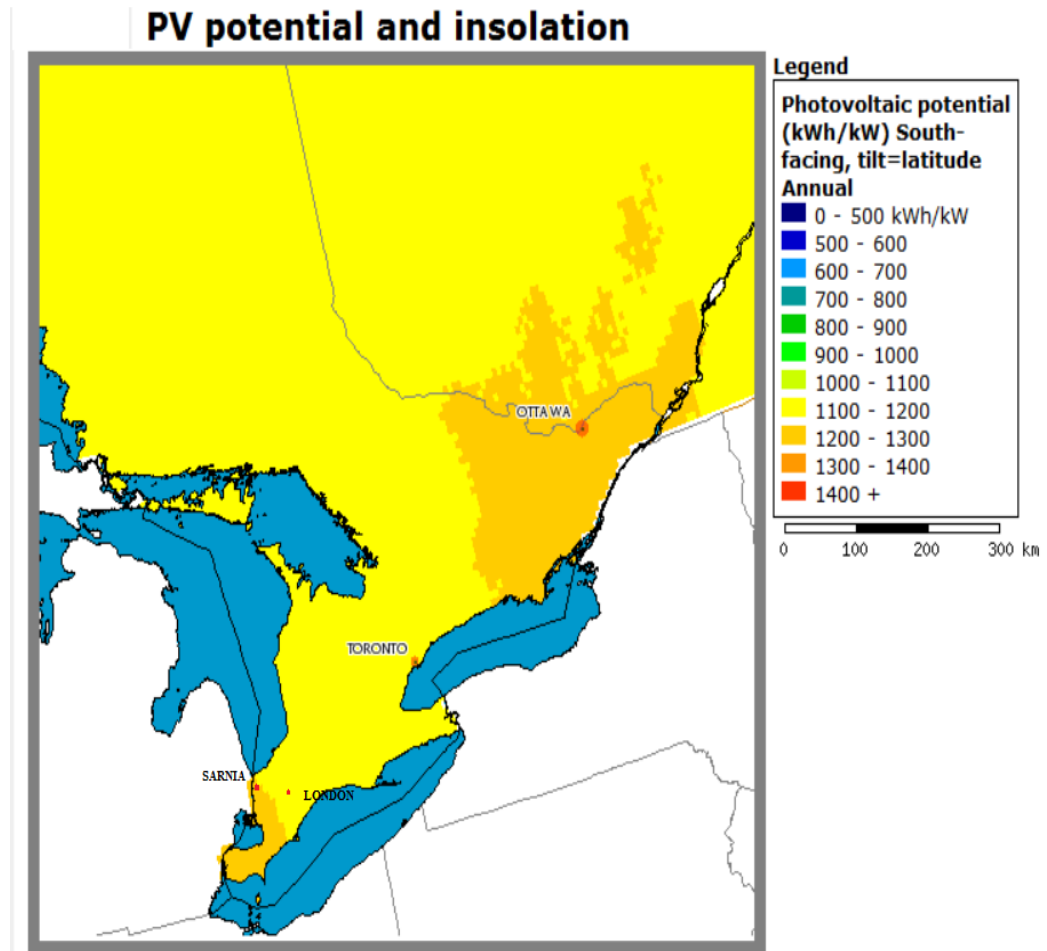 PV potential and insolation
Legend
Photovoltaic potential
(kWh/kW) South-
facing, tilt=latitude
Annual
0 - 500 kWh/kW
500 - 600
600 - 700
700 - 800
800 - 900
900 - 1000
1000 - 1100
1100 - 1200
1200 - 1300
1300 - 1400
1400 +
0 100 200 300 km
OTTAWA
TORONTO
SARNIA
LONDON